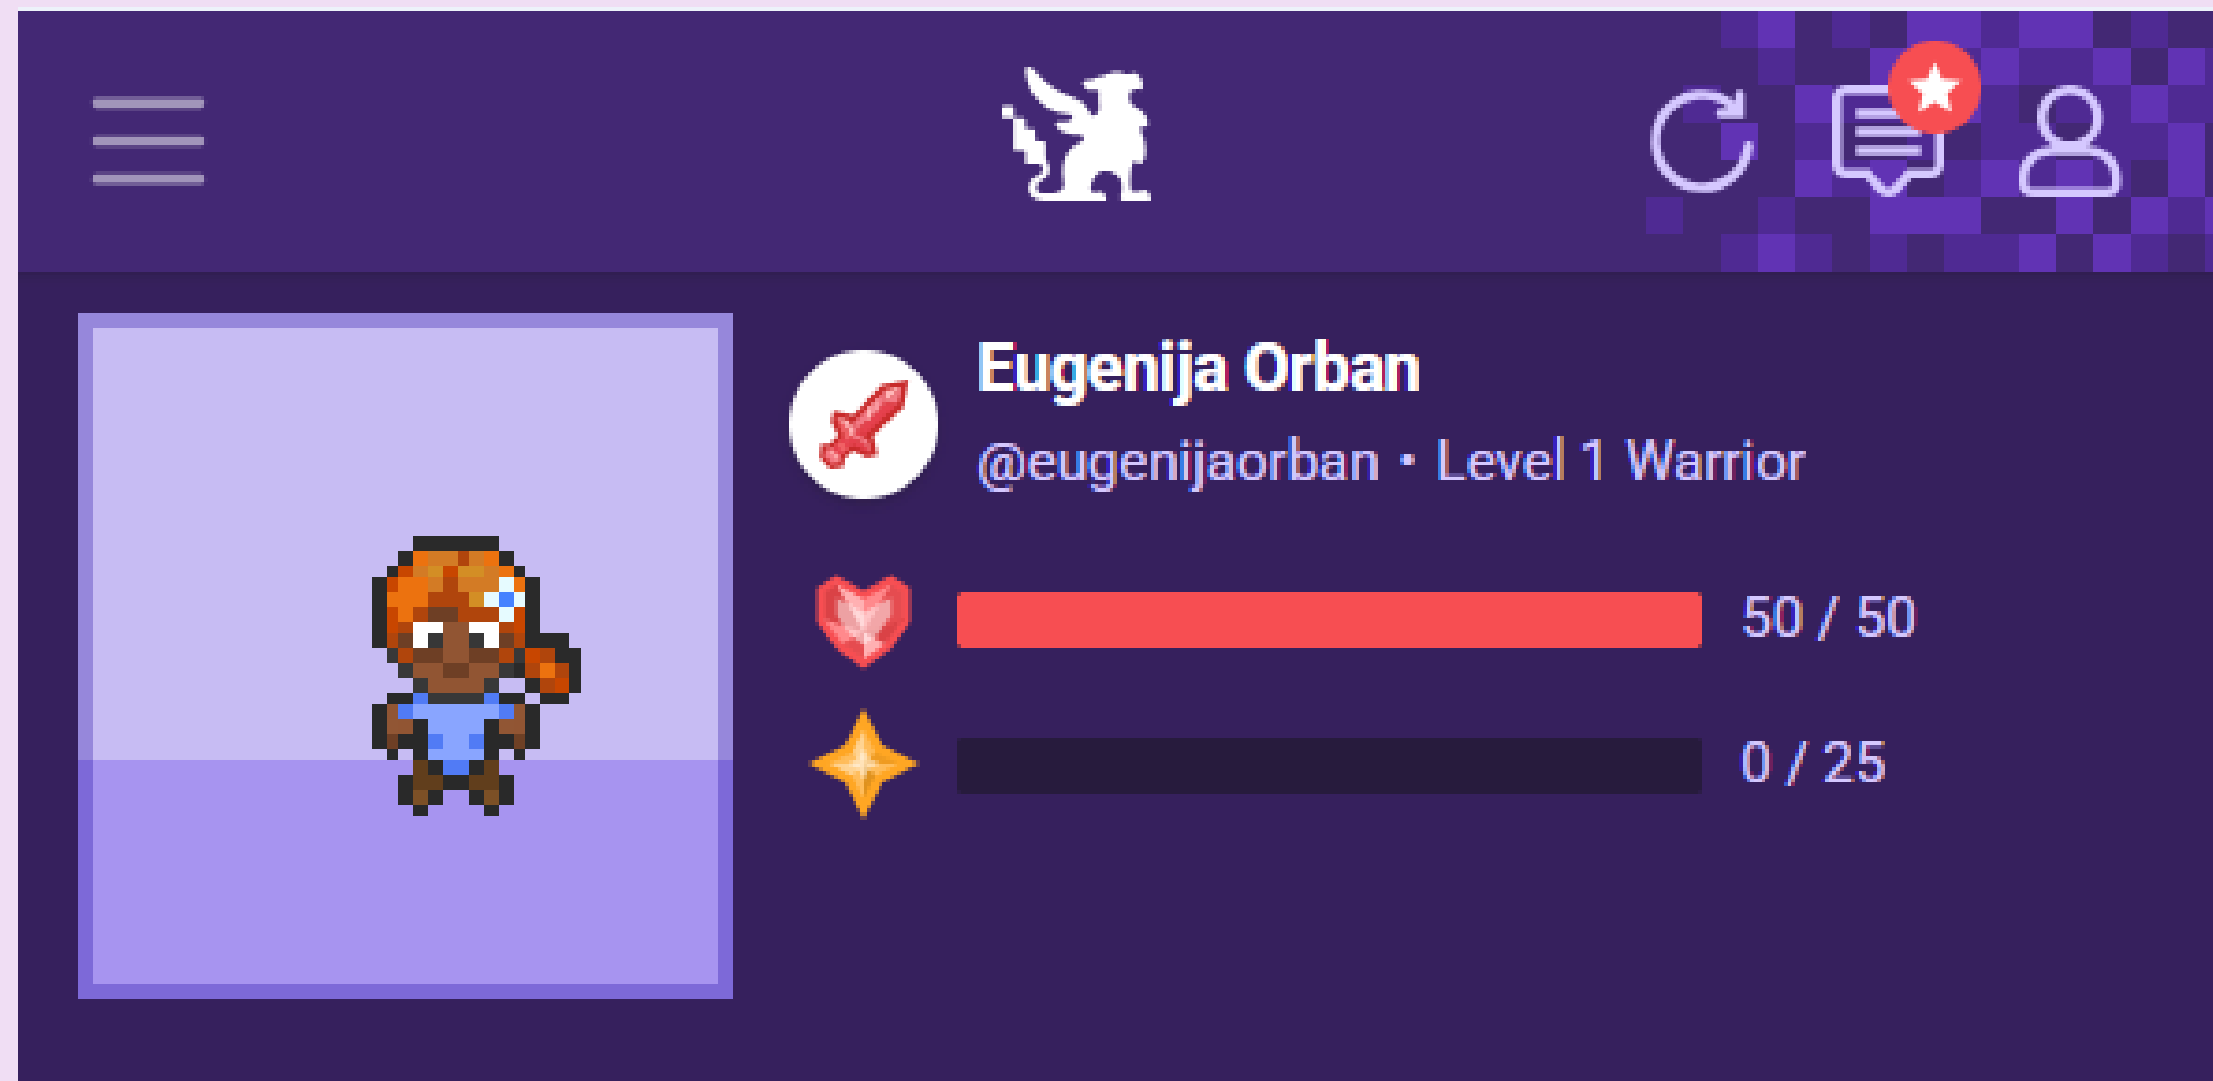 Eugenija Orban
@eugenijaorban • Level 1 Warrior
50 / 50
0 / 25